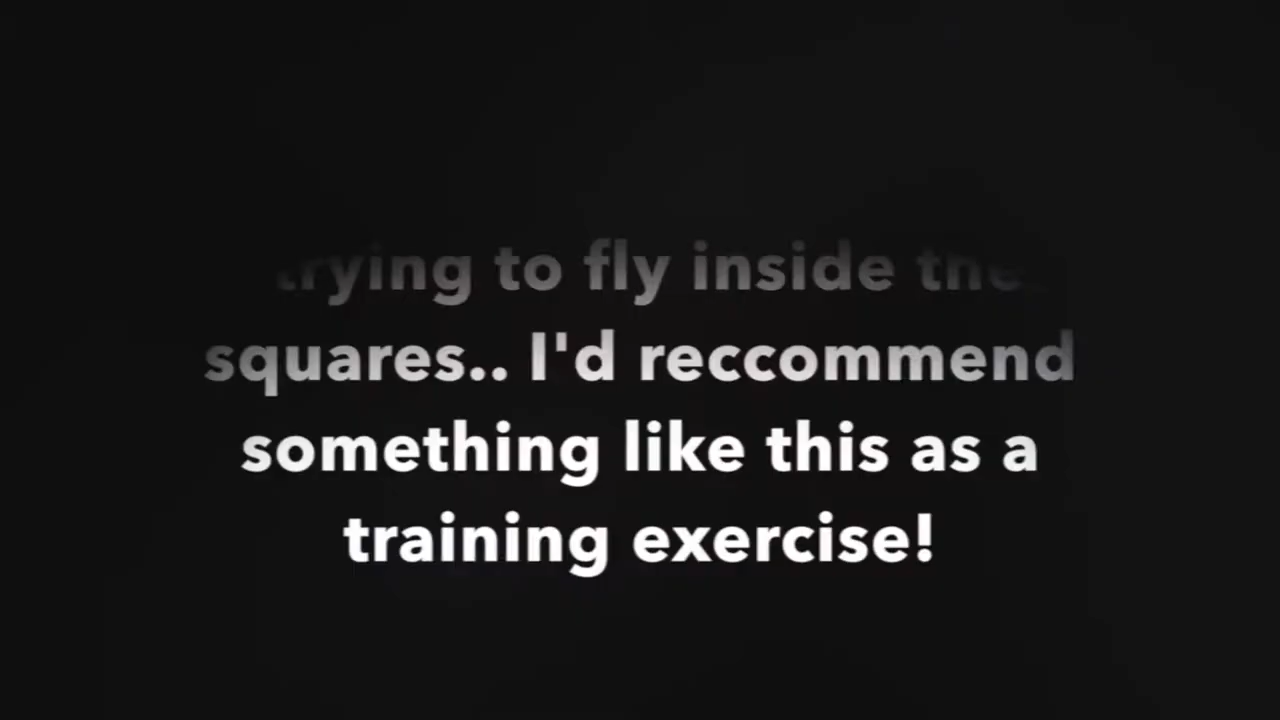 trying to fly inside the
squares.. I'd reccommend
something like this as a
training exercise!